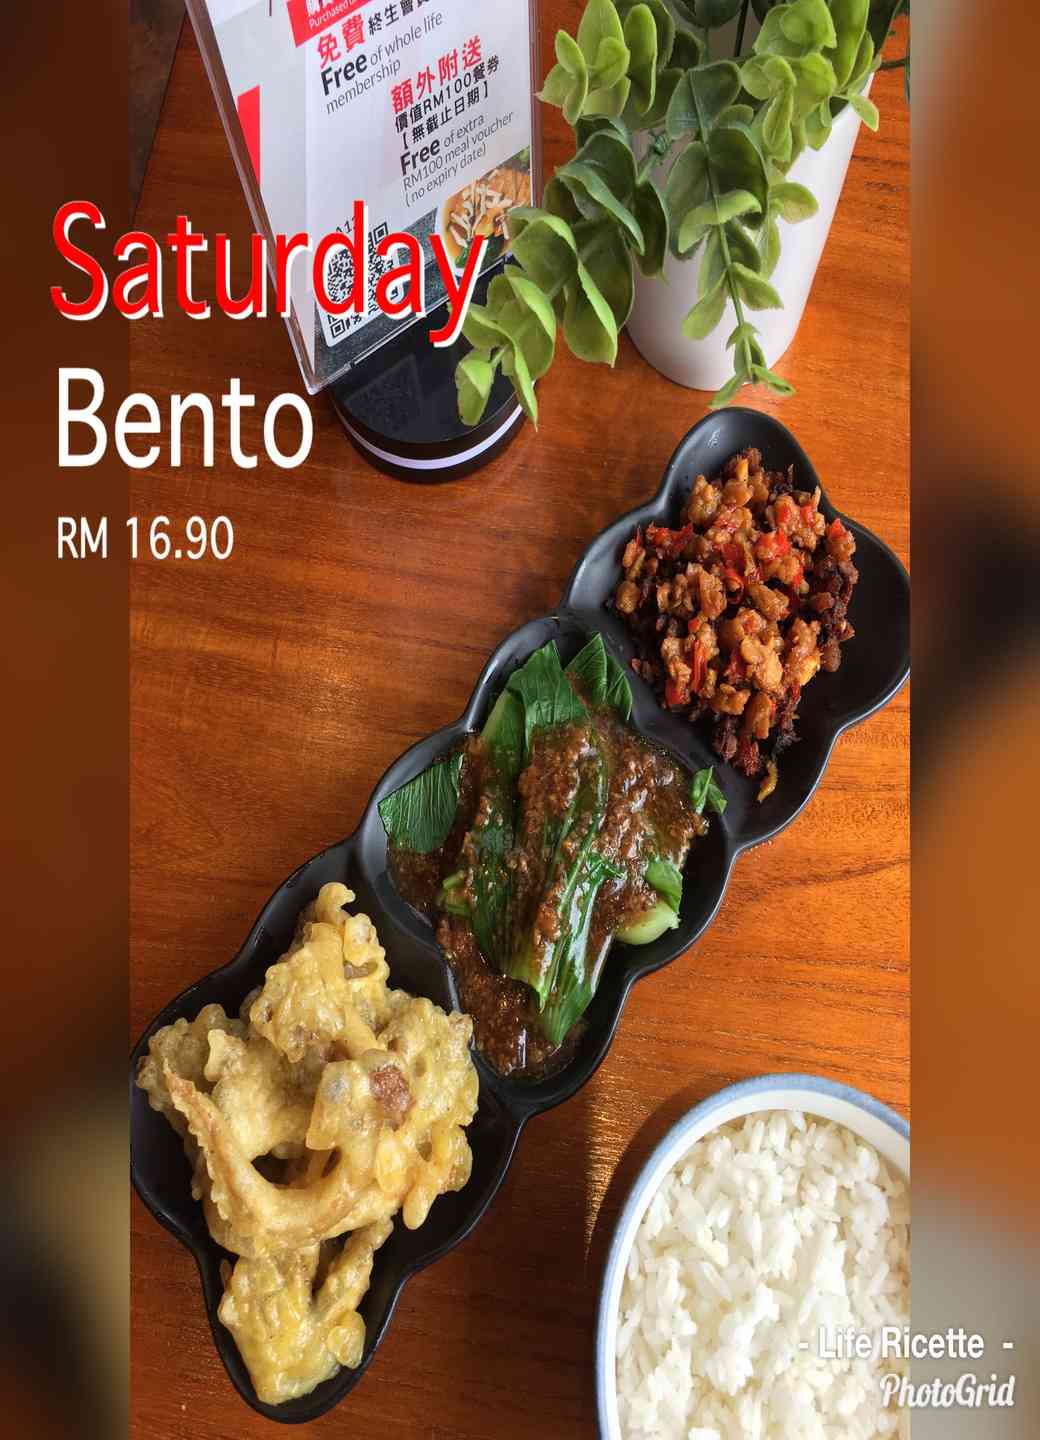 Purchased
免費終生會員
Free of whole life
membership
額外附送
價值RM100餐券
【無截止日期】
Free of extra
RM100 meal voucher
(no expiry date)
Saturday
Bento
RM 16.90
- Life Ricette -
PhotoGrid